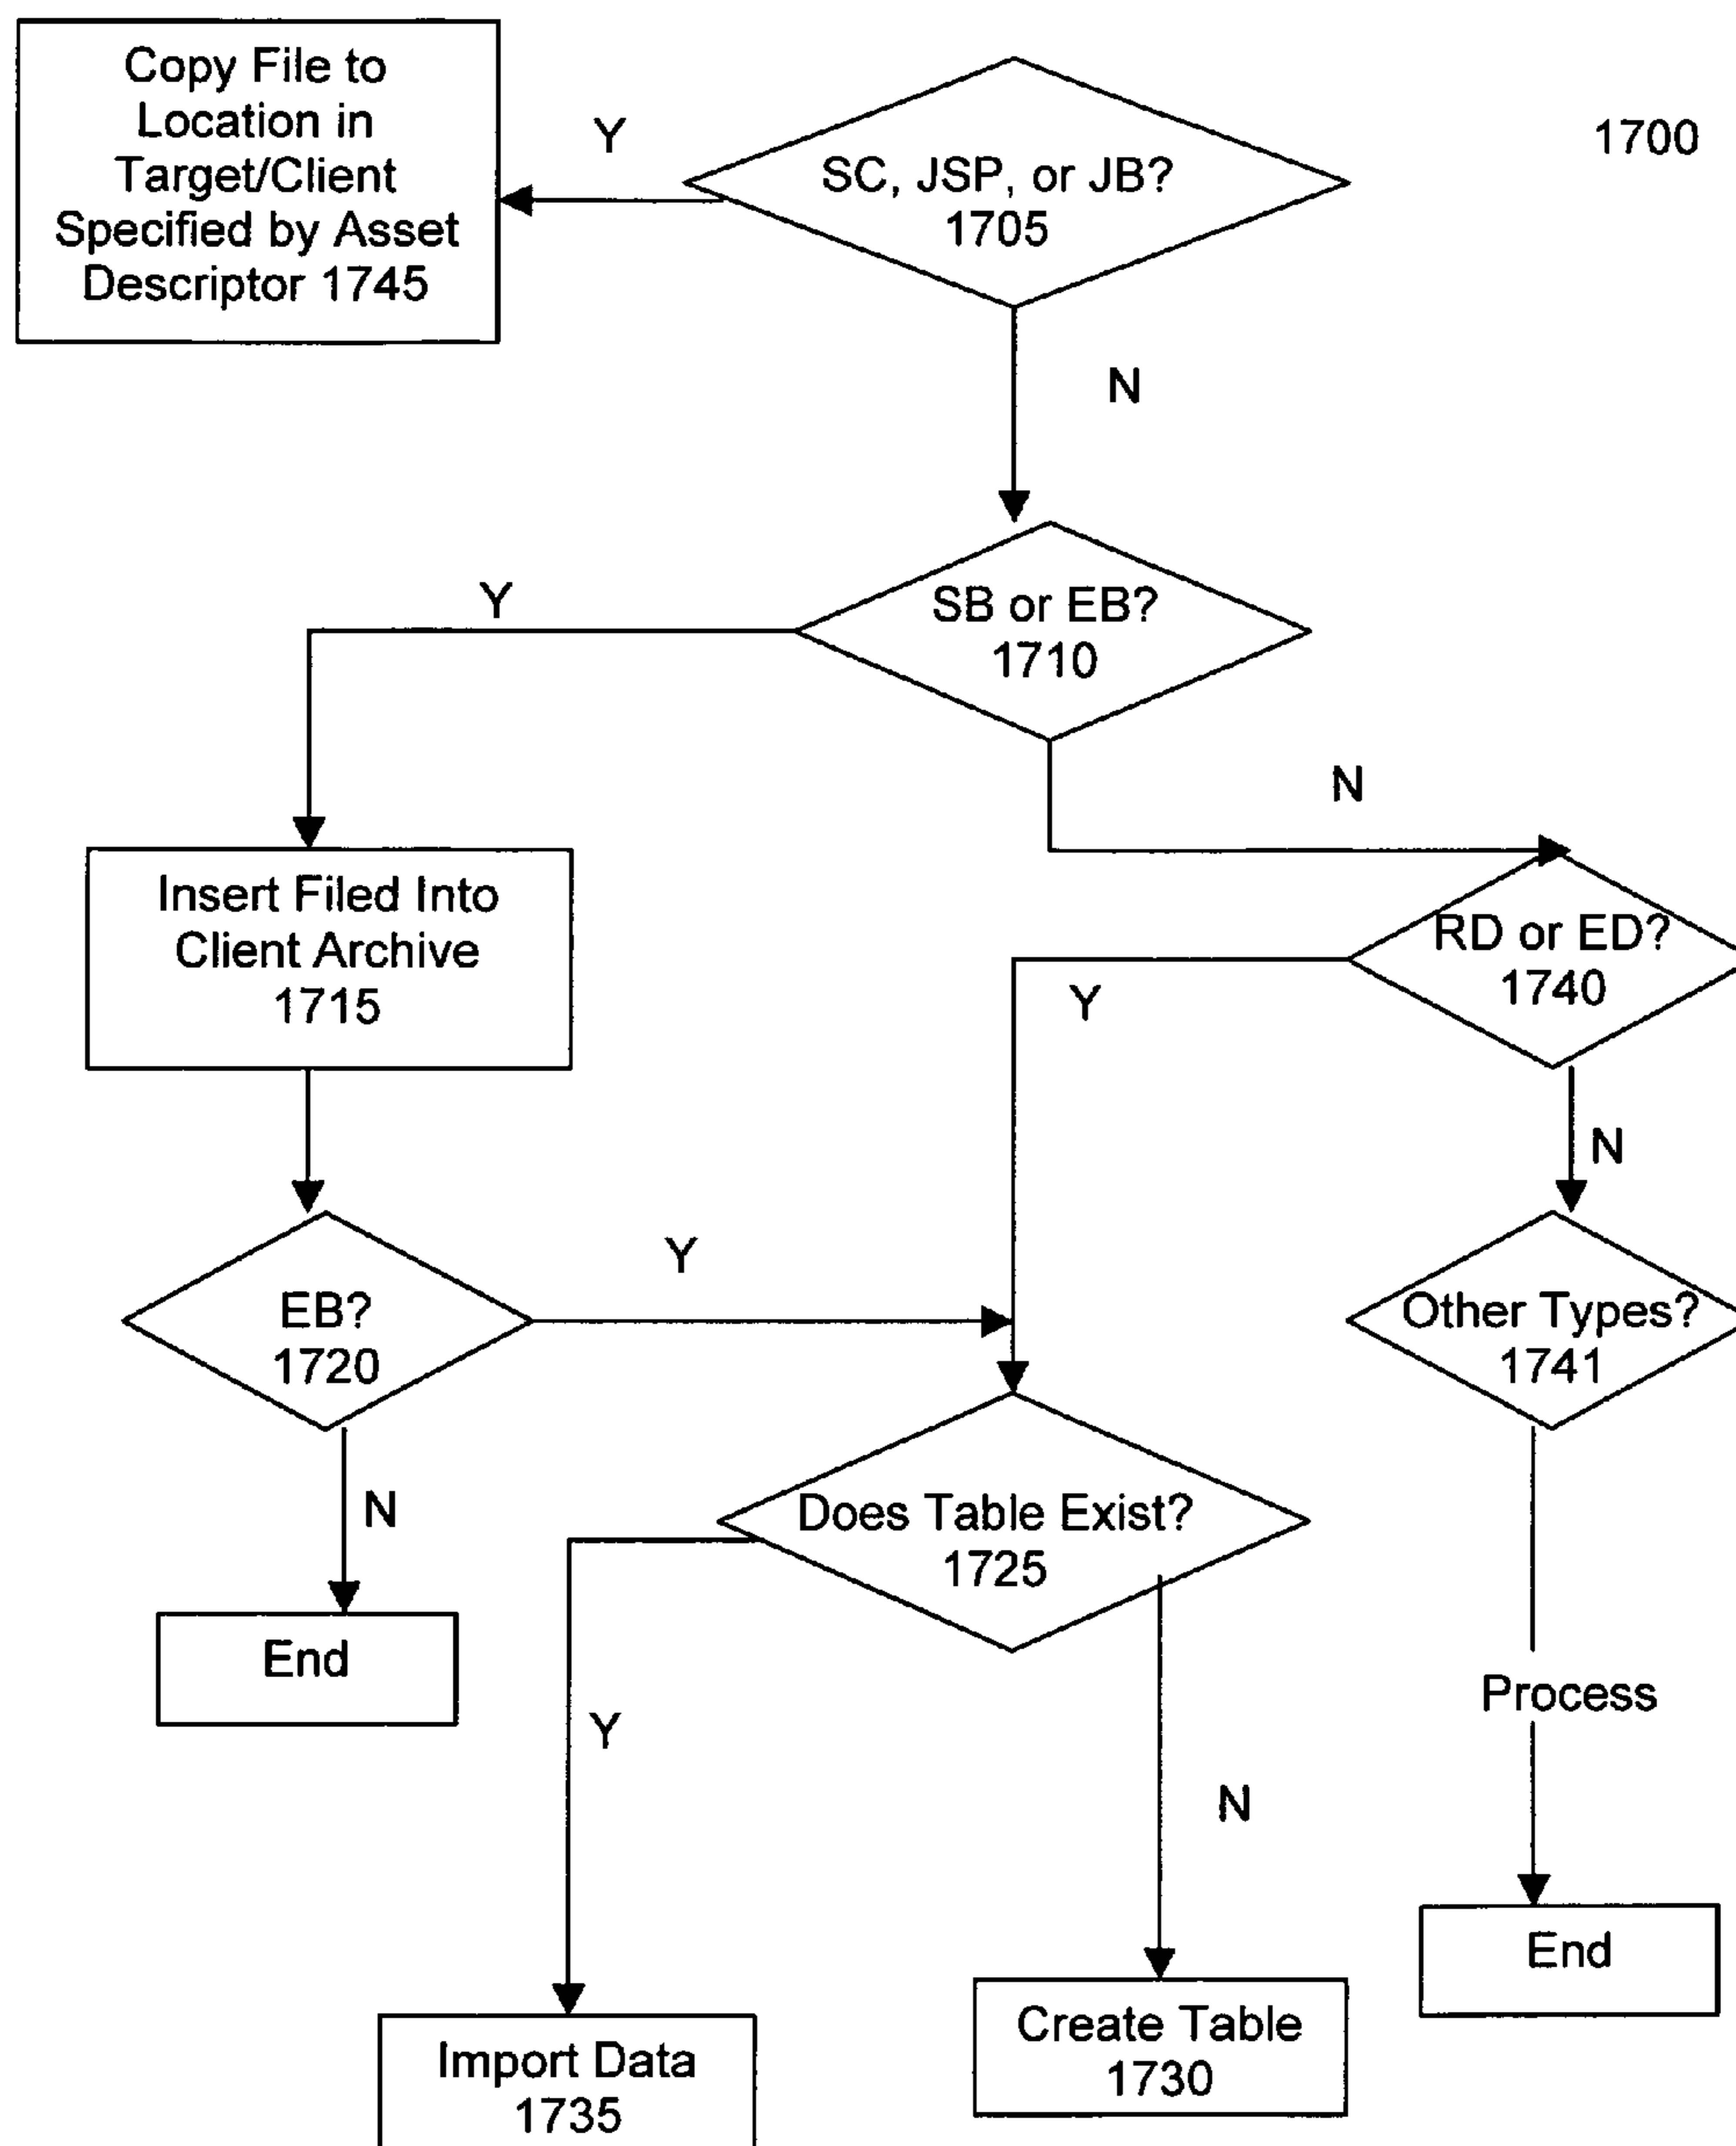 Copy File to
Location in
Target/Client
Specified by Asset
Descriptor 1745
Y
SC, JSP, or JB?
1705
1700
N
Y
SB or EB?
1710
N
Insert Filed Into
Client Archive
1715
RD or ED?
1740
Y
N
EB?
1720
Y
Other Types?
1741
Does Table Exist?
1725
N
End
Y
N
Process
End
Import Data
1735
Create Table
1730